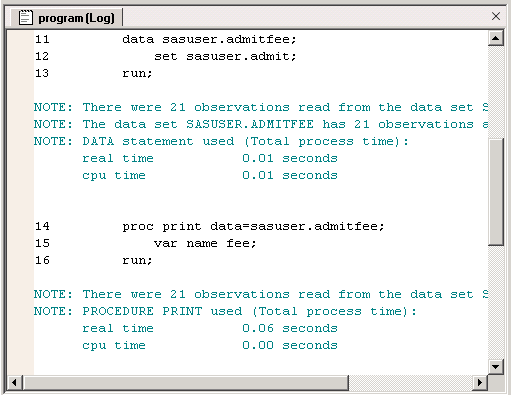 program (Log)
11 data sasuser.admitfee;
12 set sasuser.admit;
13 run;
NOTE: There were 21 observations read from the data set
NOTE: The data set SASUSER.ADMITFEE has 21 observations
NOTE: DATA statement used (Total process time):
real time 0.01 seconds
cpu time 0.01 seconds
14 proc print data=sasuser.admitfee;
15 var name fee;
16 run;
NOTE: There were 21 observations read from the data set
NOTE: PROCEDURE PRINT used (Total process time):
real time 0.06 seconds
cpu time 0.00 seconds